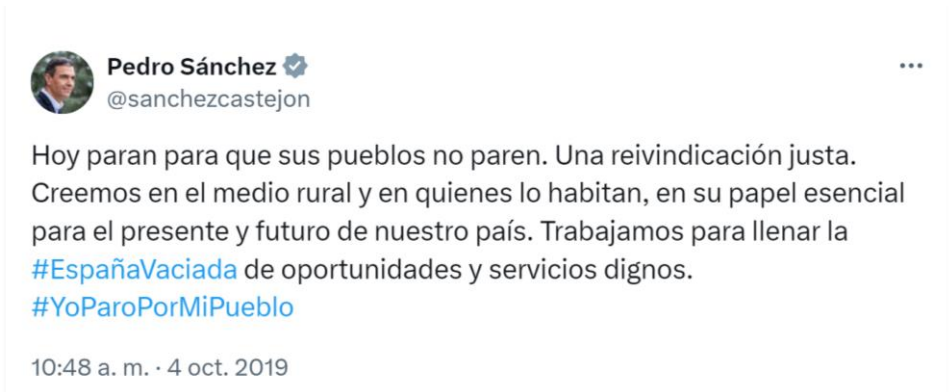 Pedro Sánchez
@sanchezcastejon
Hoy paran para que sus pueblos no paren. Una reivindicación justa.
Creemos en el medio rural y en quienes lo habitan, en su papel esencial
para el presente y futuro de nuestro país. Trabajamos para llenar la
#EspañaVaciada de oportunidades y servicios dignos.
#YoParoPorMiPueblo
10:48 a. m. · 4 oct. 2019